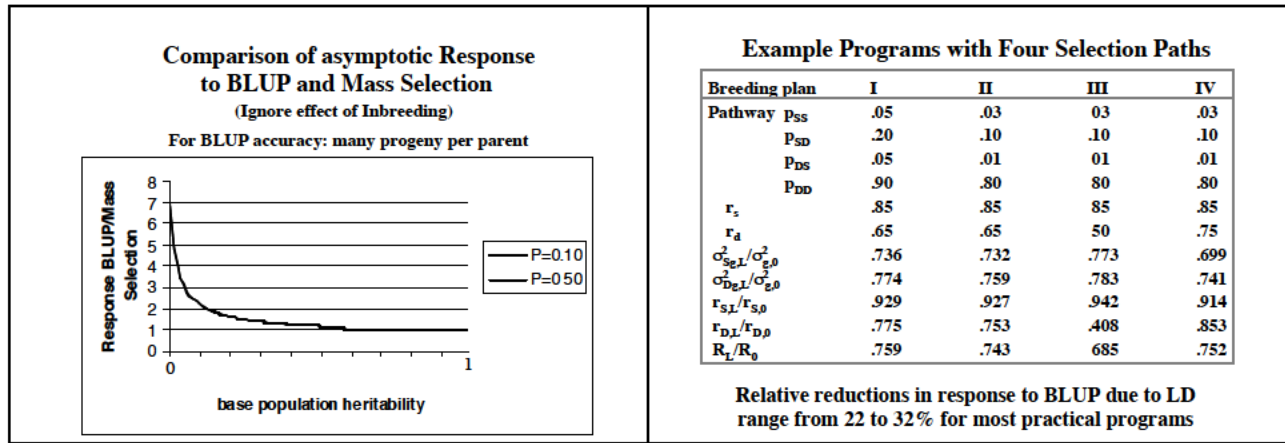 Comparison of asymptotic Response
to BLUP and Mass Selection
(Ignore effect of Inbreeding)
For BLUP accuracy: many progeny per parent
Response BLUP/Mass
Selection
8
7
6
5
4
3
2
1
0
0 1
base population heritability
P=0.10
P=0 50
Example Programs with Four Selection Paths
Breeding plan I II III IV
Pathway pSS .05 .03 03 .03
pSD .20 .10 .10 .10
pDS .05 .01 01 .01
pDD .90 .80 80 .80
rs .85 .85 85 .85
rd .65 .65 50 .75
σ²Sg,L/σ²g,0 .736 .732 .773 .699
σ²Dg,L/σ²g,0 .774 .759 .783 .741
rS,L/rS,0 .929 .927 .942 .914
rD,L/rD,0 .775 .753 .408 .853
RL/R0 .759 .743 685 .752
Relative reductions in response to BLUP due to LD
range from 22 to 32% for most practical programs